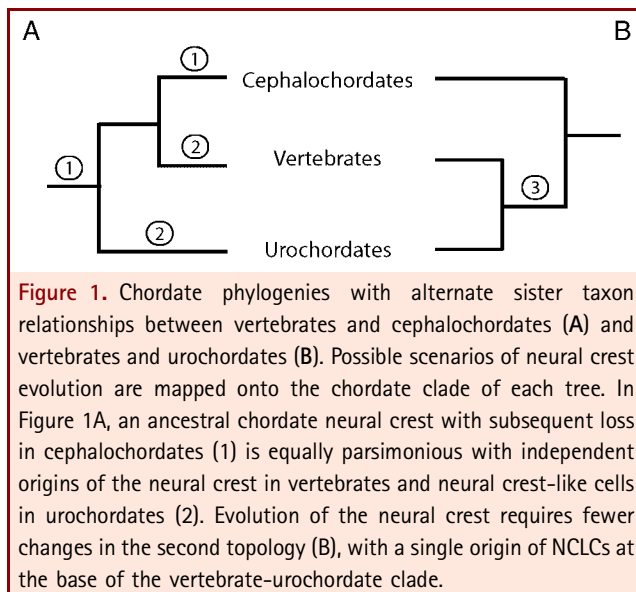 A B
① Cephalochordates
① ② Vertebrates ③
② Urochordates
Figure 1. Chordate phylogenies with alternate sister taxon
relationships between vertebrates and cephalochordates (A) and
vertebrates and urochordates (B). Possible scenarios of neural crest
evolution are mapped onto the chordate clade of each tree. In
Figure 1A, an ancestral chordate neural crest with subsequent loss
in cephalochordates (1) is equally parsimonious with independent
origins of the neural crest in vertebrates and neural crest-like cells
in urochordates (2). Evolution of the neural crest requires fewer
changes in the second topology (B), with a single origin of NCLCs at
the base of the vertebrate-urochordate clade.